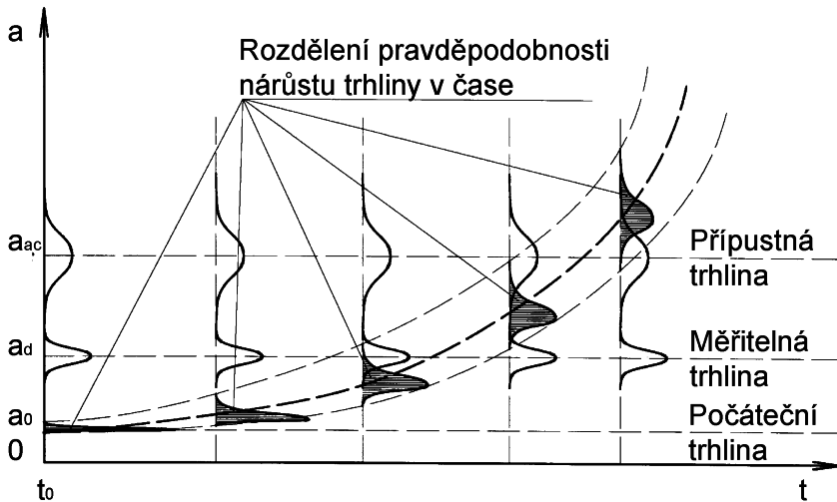 a
Rozdělení pravděpodobnosti
nárůstu trhliny v čase
aac
Přípustná
trhlina
ad
Měřitelná
trhlina
a0
Počáteční
trhlina
0
t0
t